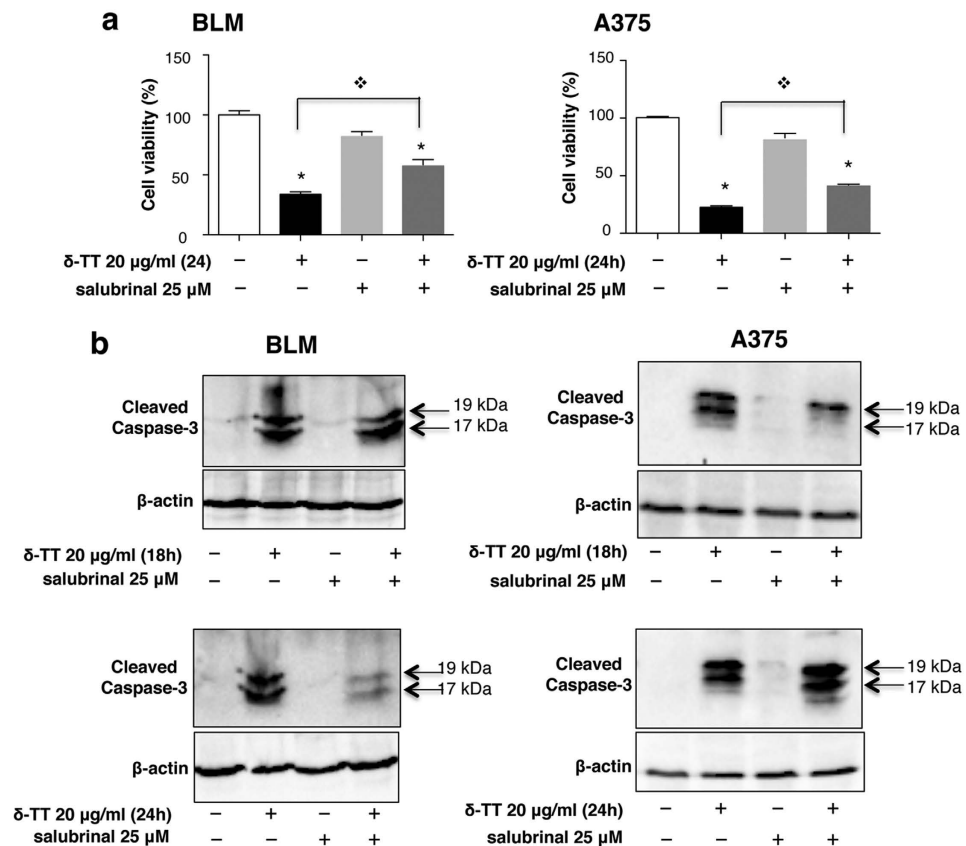 a
BLM
A375
Cell viability (%)
150
100
50
0
❖
*
*
δ-TT 20 µg/ml (24) – + – +
salubrinal 25 µM – – + +
Cell viability (%)
150
100
50
0
❖
*
*
δ-TT 20 µg/ml (24h) – + – +
salubrinal 25 µM – – + +
b
BLM
Cleaved
Caspase-3
19 kDa
17 kDa
β-actin
δ-TT 20 µg/ml (18h) – + – +
salubrinal 25 µM – – + +
A375
Cleaved
Caspase-3
19 kDa
17 kDa
β-actin
δ-TT 20 µg/ml (18h) – + – +
salubrinal 25 µM – – + +
Cleaved
Caspase-3
19 kDa
17 kDa
β-actin
δ-TT 20 µg/ml (24h) – + – +
salubrinal 25 µM – – + +
Cleaved
Caspase-3
19 kDa
17 kDa
β-actin
δ-TT 20 µg/ml (24h) – + – +
salubrinal 25 µM – – + +